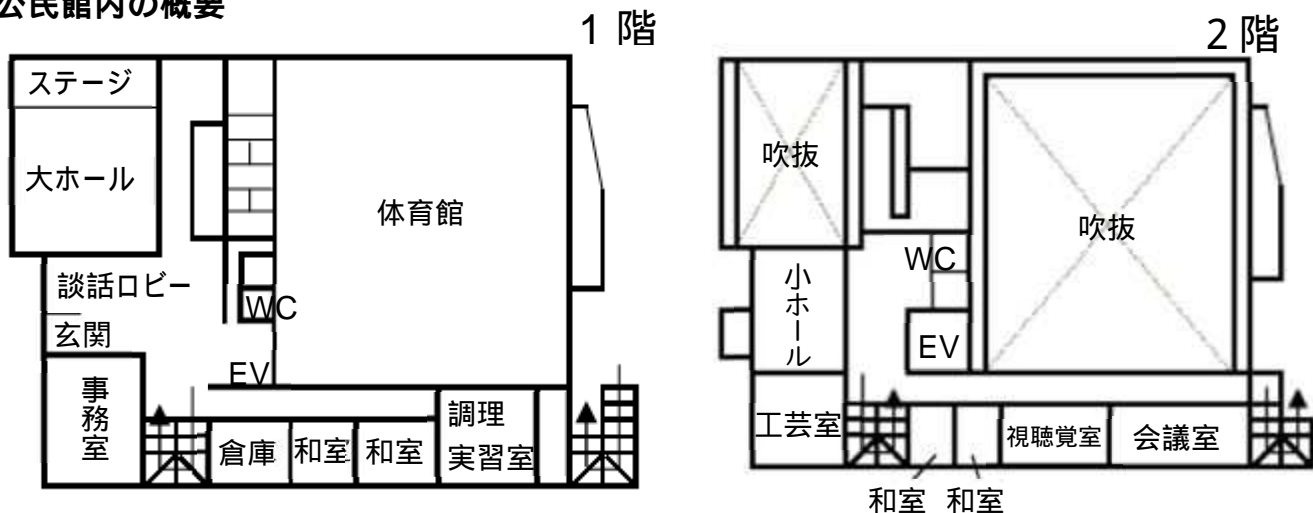 公民館内の概要
1 階
ステージ
大ホール
体育館
談話ロビー
WC
玄関
EV
事務室
倉庫
和室
和室
調理
実習室
2 階
吹抜
吹抜
WC
小ホール
EV
工芸室
視聴覚室
会議室
和室
和室